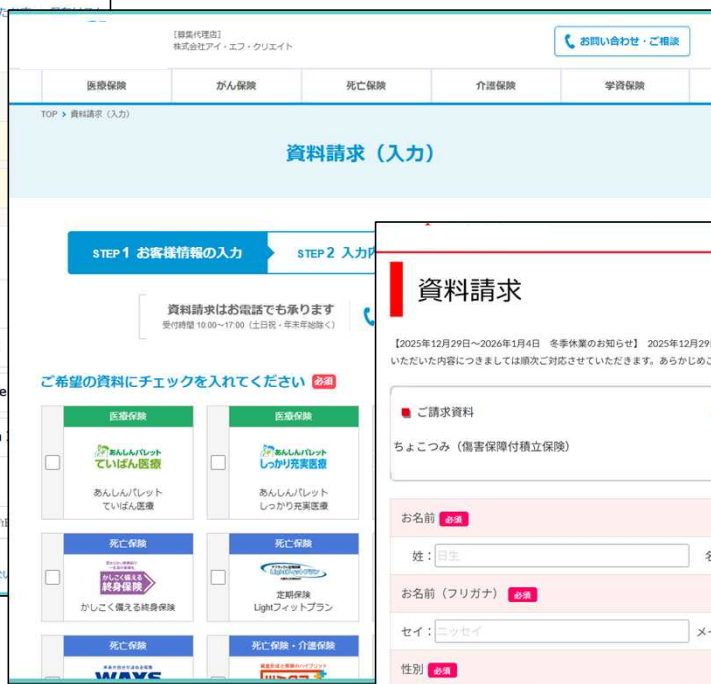 [募集代理店]
株式会社アイ・エフ・クリエイト
お問い合わせ・ご相談
医療保険
がん保険
死亡保険
介護保険
学資保険
TOP > 資料請求（入力）
資料請求（入力）
STEP 1 お客様情報の入力
STEP 2 入力内
資料請求はお電話でも承ります
受付時間 10:00～17:00（土日祝・年末年始除く）
ご希望の資料にチェックを入れてください 必須
医療保険
あんしんパレット
ていばん医療
あんしんパレット
ていばん医療
医療保険
あんしんパレット
しっかり充実医療
あんしんパレット
しっかり充実医療
死亡保険
かしこく備える
終身保険
かしこく備える終身保険
死亡保険
Lightフィットプラン
定期保険
Lightフィットプラン
死亡保険
WAYS
死亡保険・介護保険
資料請求
【2025年12月29日～2026年1月4日　冬季休業のお知らせ】 2025年12月29
いただいた内容につきましては順次ご対応させていただきます。あらかじめご
ご請求資料
ちょこつみ（傷害保障付積立保険）
お名前 必須
姓：日生
名
お名前（フリガナ） 必須
セイ：ニッセイ
メイ
性別 必須